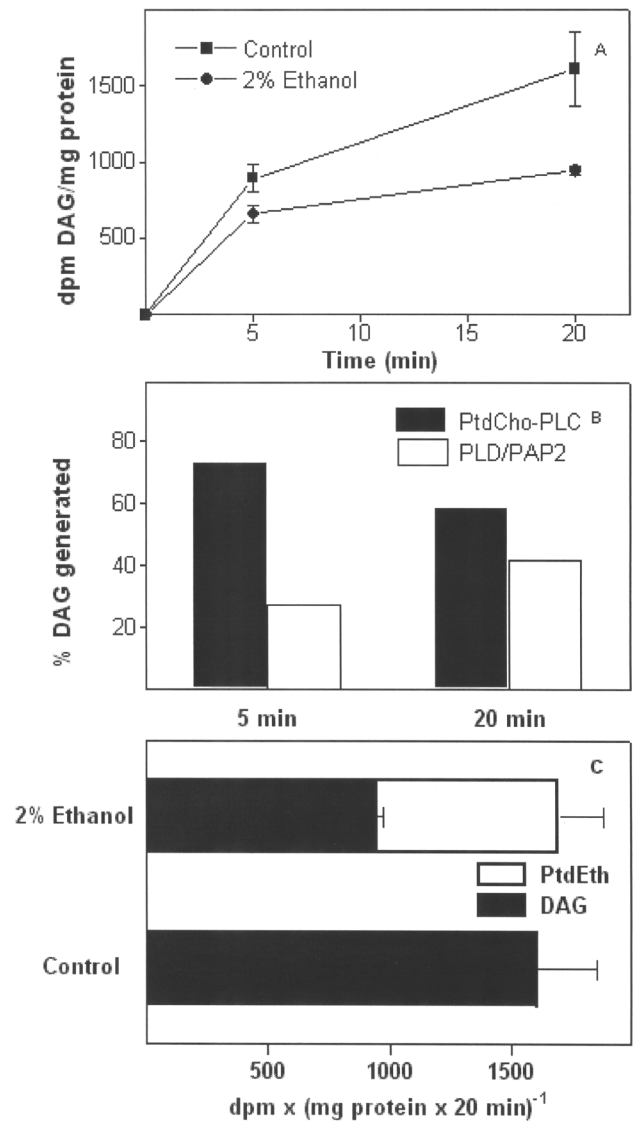 Control
A
2% Ethanol
dpm DAG/mg protein
1500
1000
500
5
10
15
20
Time (min)
PtdCho-PLC B
PLD/PAP2
% DAG generated
80
60
40
20
5 min
20 min
C
2% Ethanol
PtdEth
DAG
Control
500
1000
1500
dpm x (mg protein x 20 min)-1